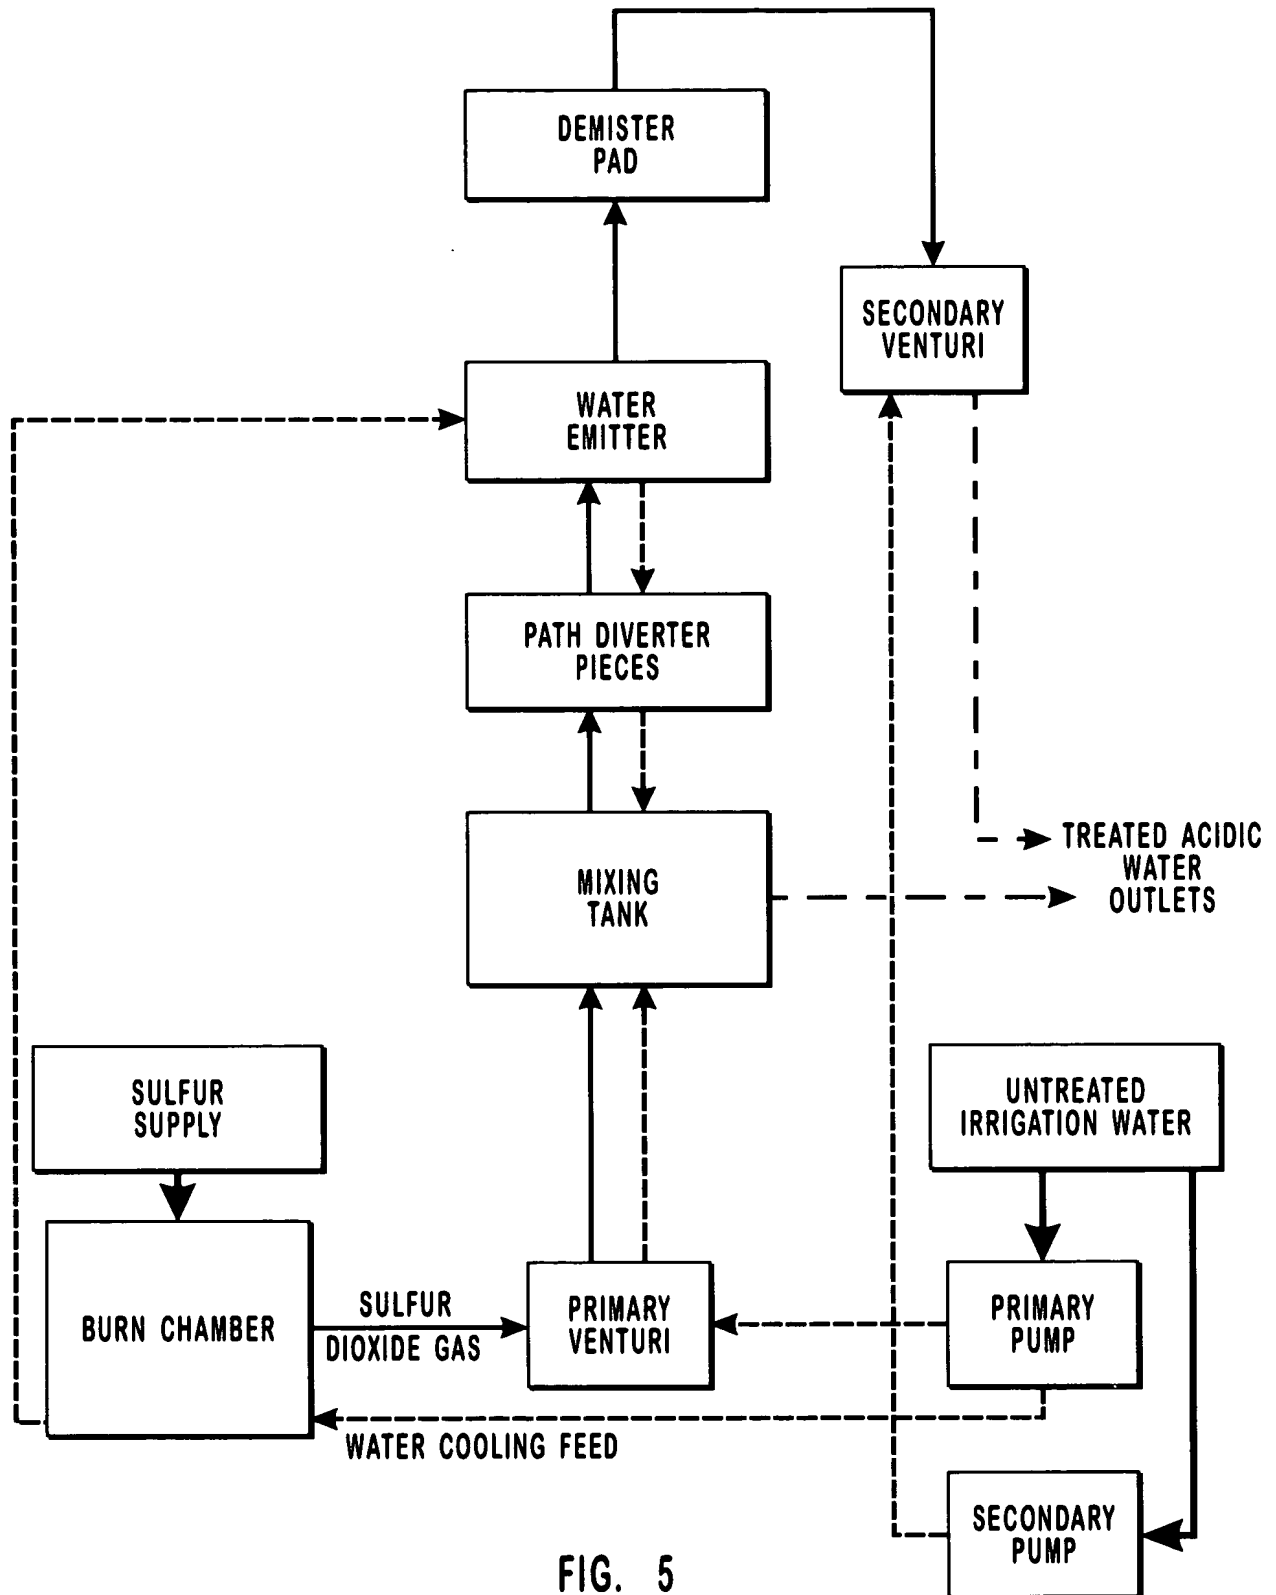 DEMISTER
PAD
SECONDARY
VENTURI
WATER
EMITTER
PATH DIVERTER
PIECES
MIXING
TANK
TREATED ACIDIC
WATER
OUTLETS
SULFUR
SUPPLY
UNTREATED
IRRIGATION WATER
BURN CHAMBER
SULFUR
DIOXIDE GAS
PRIMARY
VENTURI
PRIMARY
PUMP
WATER COOLING FEED
SECONDARY
PUMP
FIG. 5